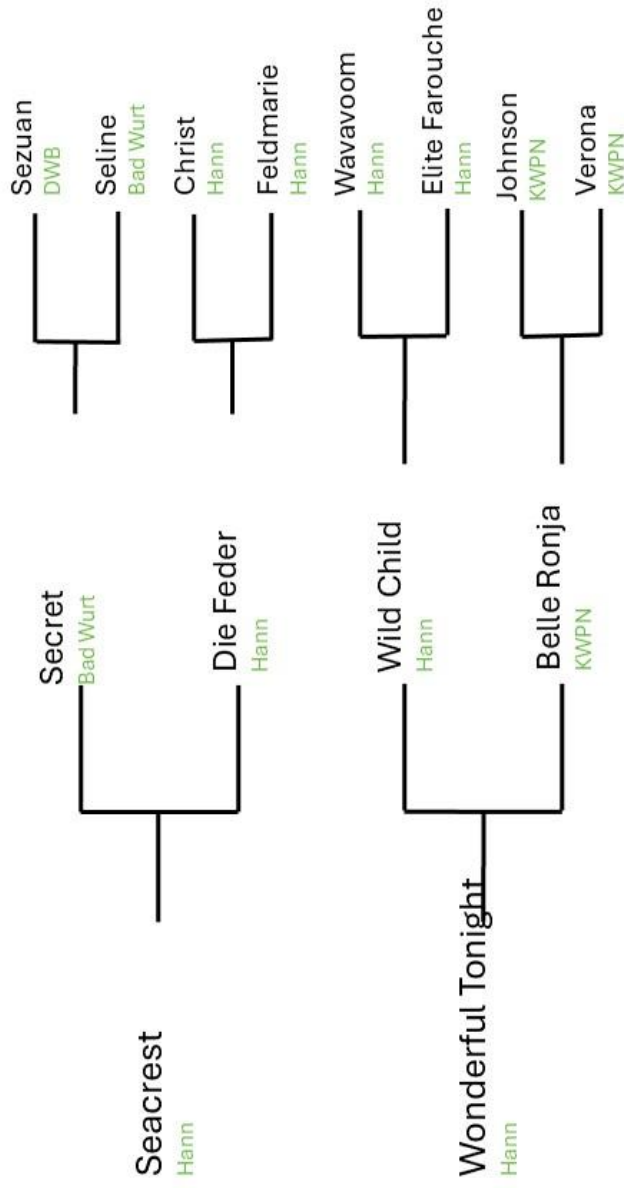 Seacrest
Hann
Wonderful Tonight
Hann
Secret
Bad Wurt
Die Feder
Hann
Wild Child
Hann
Belle Ronja
KWPN
Sezuan
DWB
Seline
Bad Wurt
Christ
Hann
Feldmarie
Hann
Wavavoom
Hann
Elite Farouche
Hann
Johnson
KWPN
Verona
KWPN